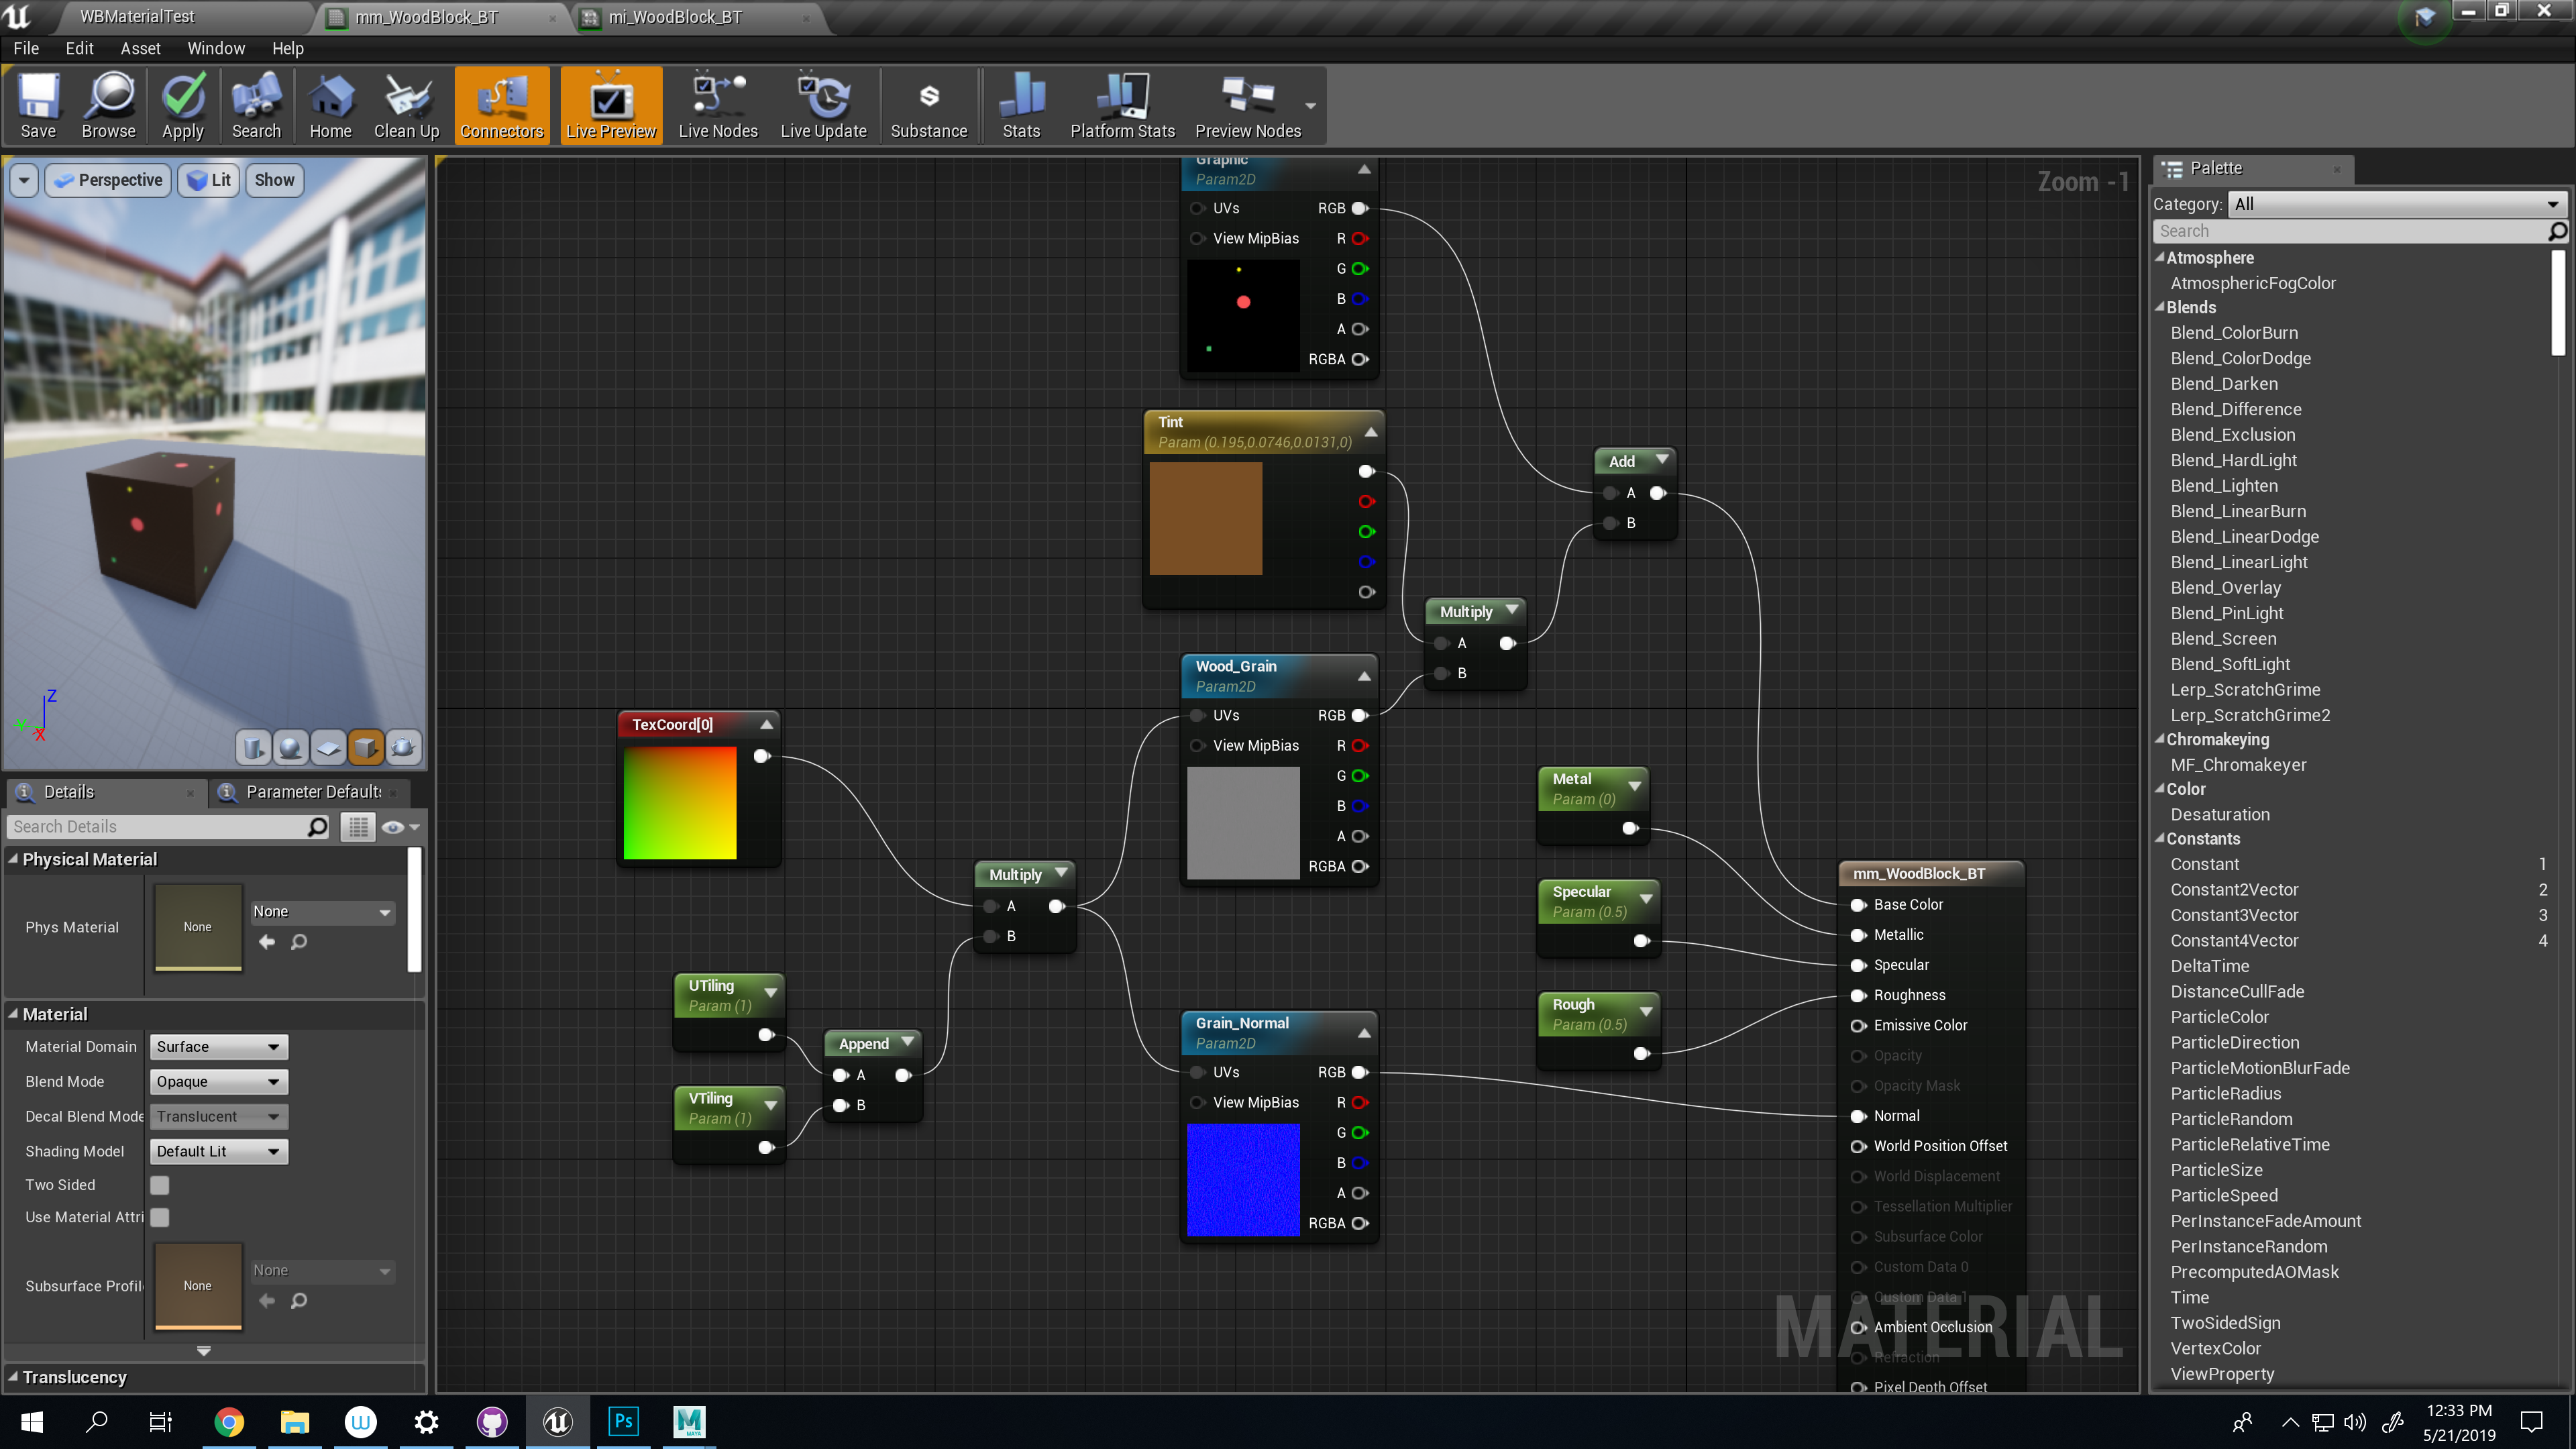 WBMaterialTest
mm_WoodBlock_BT
mi_WoodBlock_BT
File Edit Asset Window Help
Save Browse Apply Search Home Clean Up Connectors Live Preview Live Nodes Live Update Substance Stats Platform Stats Preview Nodes
Perspective Lit Show
Z
Y
X
Details
Parameter Defaults
Search Details
Physical Material
Phys Material
None
None
Material
Material Domain Surface
Blend Mode Opaque
Decal Blend Mode Translucent
Shading Model Default Lit
Two Sided
Use Material Attri
Subsurface Profil
None
None
Translucency
Zoom -1
Graphic
Param2D
UVs RGB
View MipBias R
G
B
A
RGBA
Tint
Param (0.195,0.0746,0.0131,0)
Add
A
B
Multiply
A
B
Wood_Grain
Param2D
UVs RGB
View MipBias R
G
B
A
RGBA
TexCoord[0]
Multiply
A
B
UTiling
Param (1)
VTiling
Param (1)
Append
A
B
Grain_Normal
Param2D
UVs RGB
View MipBias R
G
B
A
RGBA
Metal
Param (0)
Specular
Param (0.5)
Rough
Param (0.5)
mm_WoodBlock_BT
Base Color
Metallic
Specular
Roughness
Emissive Color
Opacity
Opacity Mask
Normal
World Position Offset
World Displacement
Tessellation Multiplier
Subsurface Color
Custom Data 0
Custom Data 1
Ambient Occlusion
Refraction
Pixel Depth Offset
MATERIAL
Palette
Category: All
Search
Atmosphere
AtmosphericFogColor
Blends
Blend_ColorBurn
Blend_ColorDodge
Blend_Darken
Blend_Difference
Blend_Exclusion
Blend_HardLight
Blend_Lighten
Blend_LinearBurn
Blend_LinearDodge
Blend_LinearLight
Blend_Overlay
Blend_PinLight
Blend_Screen
Blend_SoftLight
Lerp_ScratchGrime
Lerp_ScratchGrime2
Chromakeying
MF_Chromakeyer
Color
Desaturation
Constants
Constant 1
Constant2Vector 2
Constant3Vector 3
Constant4Vector 4
DeltaTime
DistanceCullFade
ParticleColor
ParticleDirection
ParticleMotionBlurFade
ParticleRadius
ParticleRandom
ParticleRelativeTime
ParticleSize
ParticleSpeed
PerInstanceFadeAmount
PerInstanceRandom
PrecomputedAOMask
Time
TwoSidedSign
VertexColor
ViewProperty
Ps
12:33 PM
5/21/2019